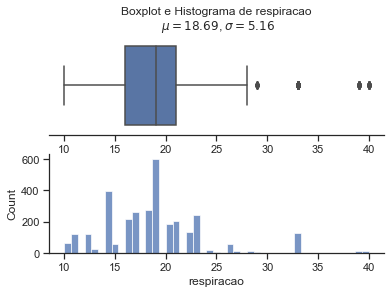 Boxplot e Histograma de respiracao
μ = 18.69, σ = 5.16
10 15 20 25 30 35 40
600
400
200
0
Count
10 15 20 25 30 35 40
respiracao